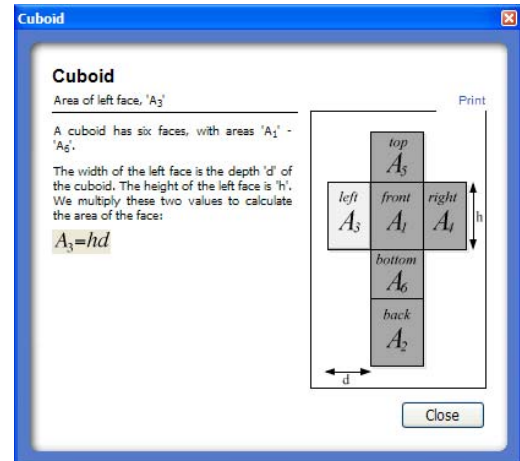 Cuboid
Cuboid
Area of left face, 'A₃'
Print
A cuboid has six faces, with areas 'A₁' -
'A₆'.
The width of the left face is the depth 'd' of
the cuboid. The height of the left face is 'h'.
We multiply these two values to calculate
the area of the face:
A₃=hd
top
A₅
left front right
A₃ A₁ A₄
h
bottom
A₆
back
A₂
d
Close